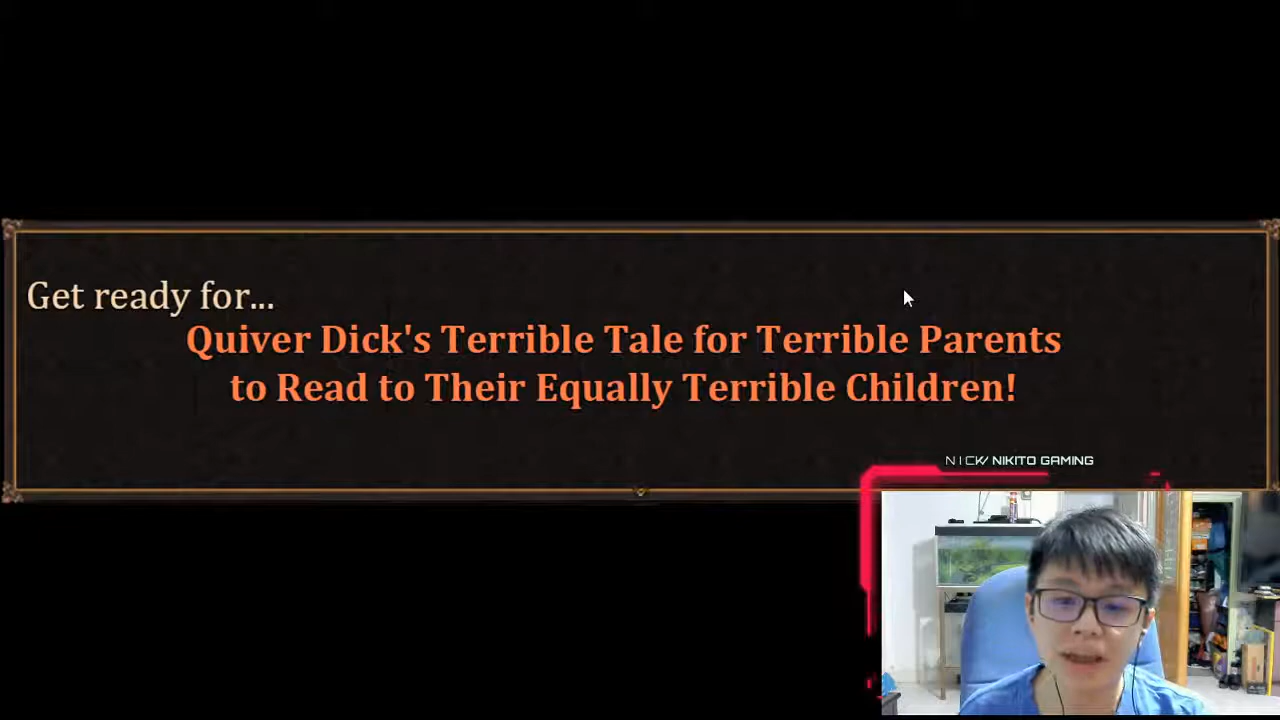 Get ready for...
Quiver Dick's Terrible Tale for Terrible Parents
to Read to Their Equally Terrible Children!
NICK/ NIKITO GAMING